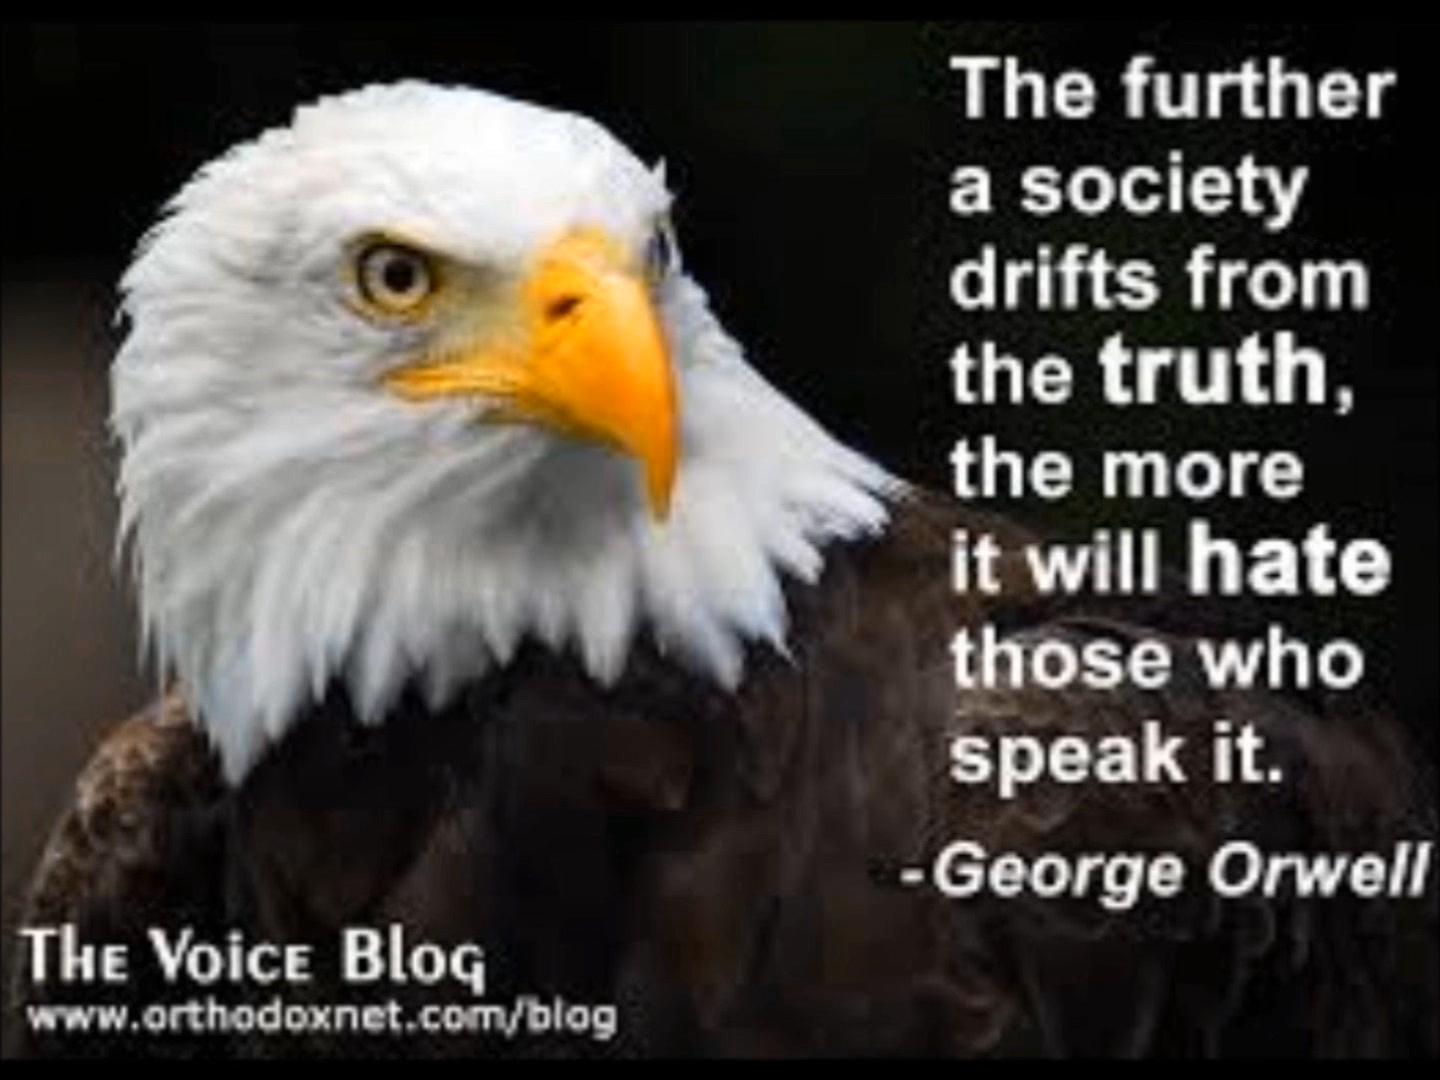 The further
a society
drifts from
the truth,
the more
it will hate
those who
speak it.
-George Orwell
The Voice Blog
www.orthodoxnet.com/blog